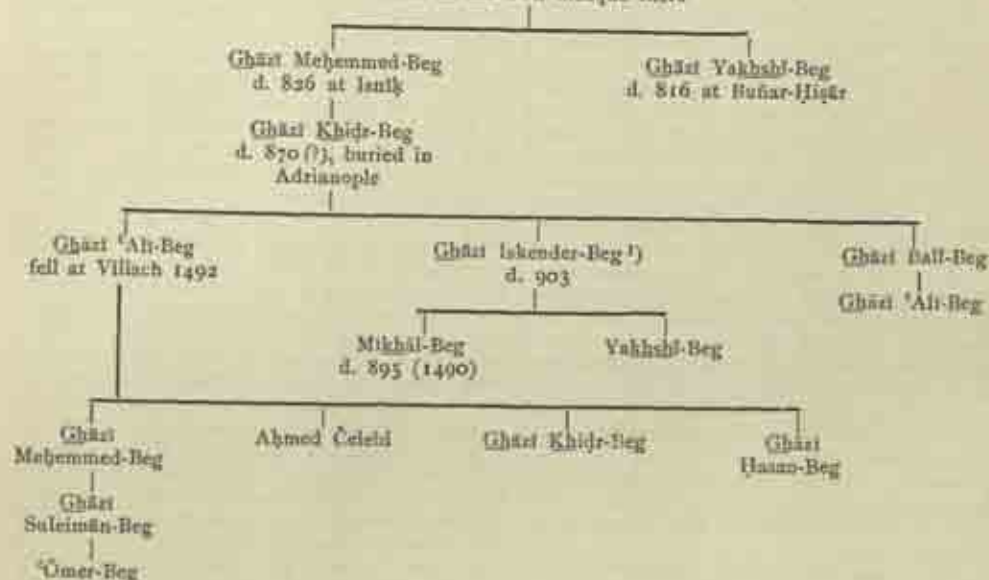 Ghāzī Meḥemmed-Beg
d. 826 at Isnīḳ
Ghāzī Yakhshī-Beg
d. 816 at Buñar-Ḥiṣār
Ghāzī Khiḍr-Beg
d. 870 (?), buried in
Adrianople
Ghāzī ʿAlī-Beg
fell at Villach 1492
Ghāzī Iskender-Beg ¹)
d. 903
Ghāzī Balī-Beg
Ghāzī ʿAlī-Beg
Mikhāl-Beg
d. 895 (1490)
Yakhshī-Beg
Ghāzī
Meḥemmed-Beg
Aḥmed Čelebi
Ghāzī Khiḍr-Beg
Ghāzī
Ḥasan-Beg
Ghāzī
Suleimān-Beg
ʿÖmer-Beg